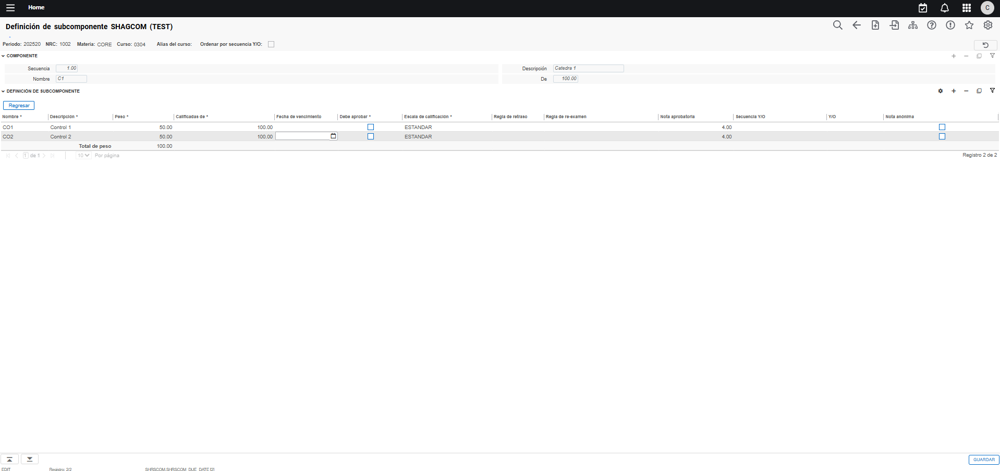 Home
C
Definición de subcomponente SHAGCOM (TEST)
Periodo: 202520 NRC: 1002 Materia: CORE Curso: 0304 Alias del curso: Ordenar por secuencia Y/O:
COMPONENTE
Secuencia 1.00 Descripción Catedra 1
Nombre C1 De 100.00
DEFINICIÓN DE SUBCOMPONENTE
Regresar
Nombre * Descripción * Peso * Calificadas de * Fecha de vencimiento Debe aprobar * Escala de calificación * Regla de retraso Regla de re-examen Nota aprobatoria Secuencia Y/O Y/O Nota anónima
CO1 Control 1 50.00 100.00 ESTANDAR 4.00
CO2 Control 2 50.00 100.00 ESTANDAR 4.00
Total de peso 100.00
1 de 1 10 Por página Registro 2 de 2
GUARDAR
EDIT Registro: 2/2 SHRSCOM.SHRSCOM_DUE_DATE [2]